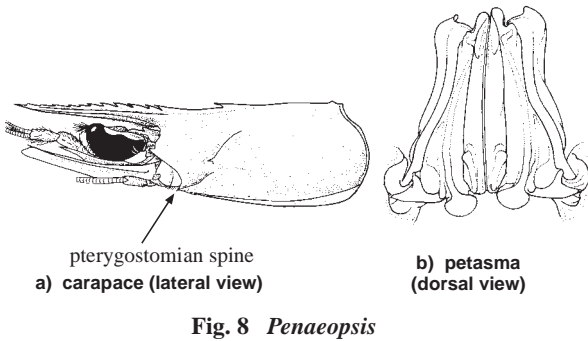 pterygostomian spine
a) carapace (lateral view)
b) petasma
(dorsal view)
Fig. 8 Penaeopsis